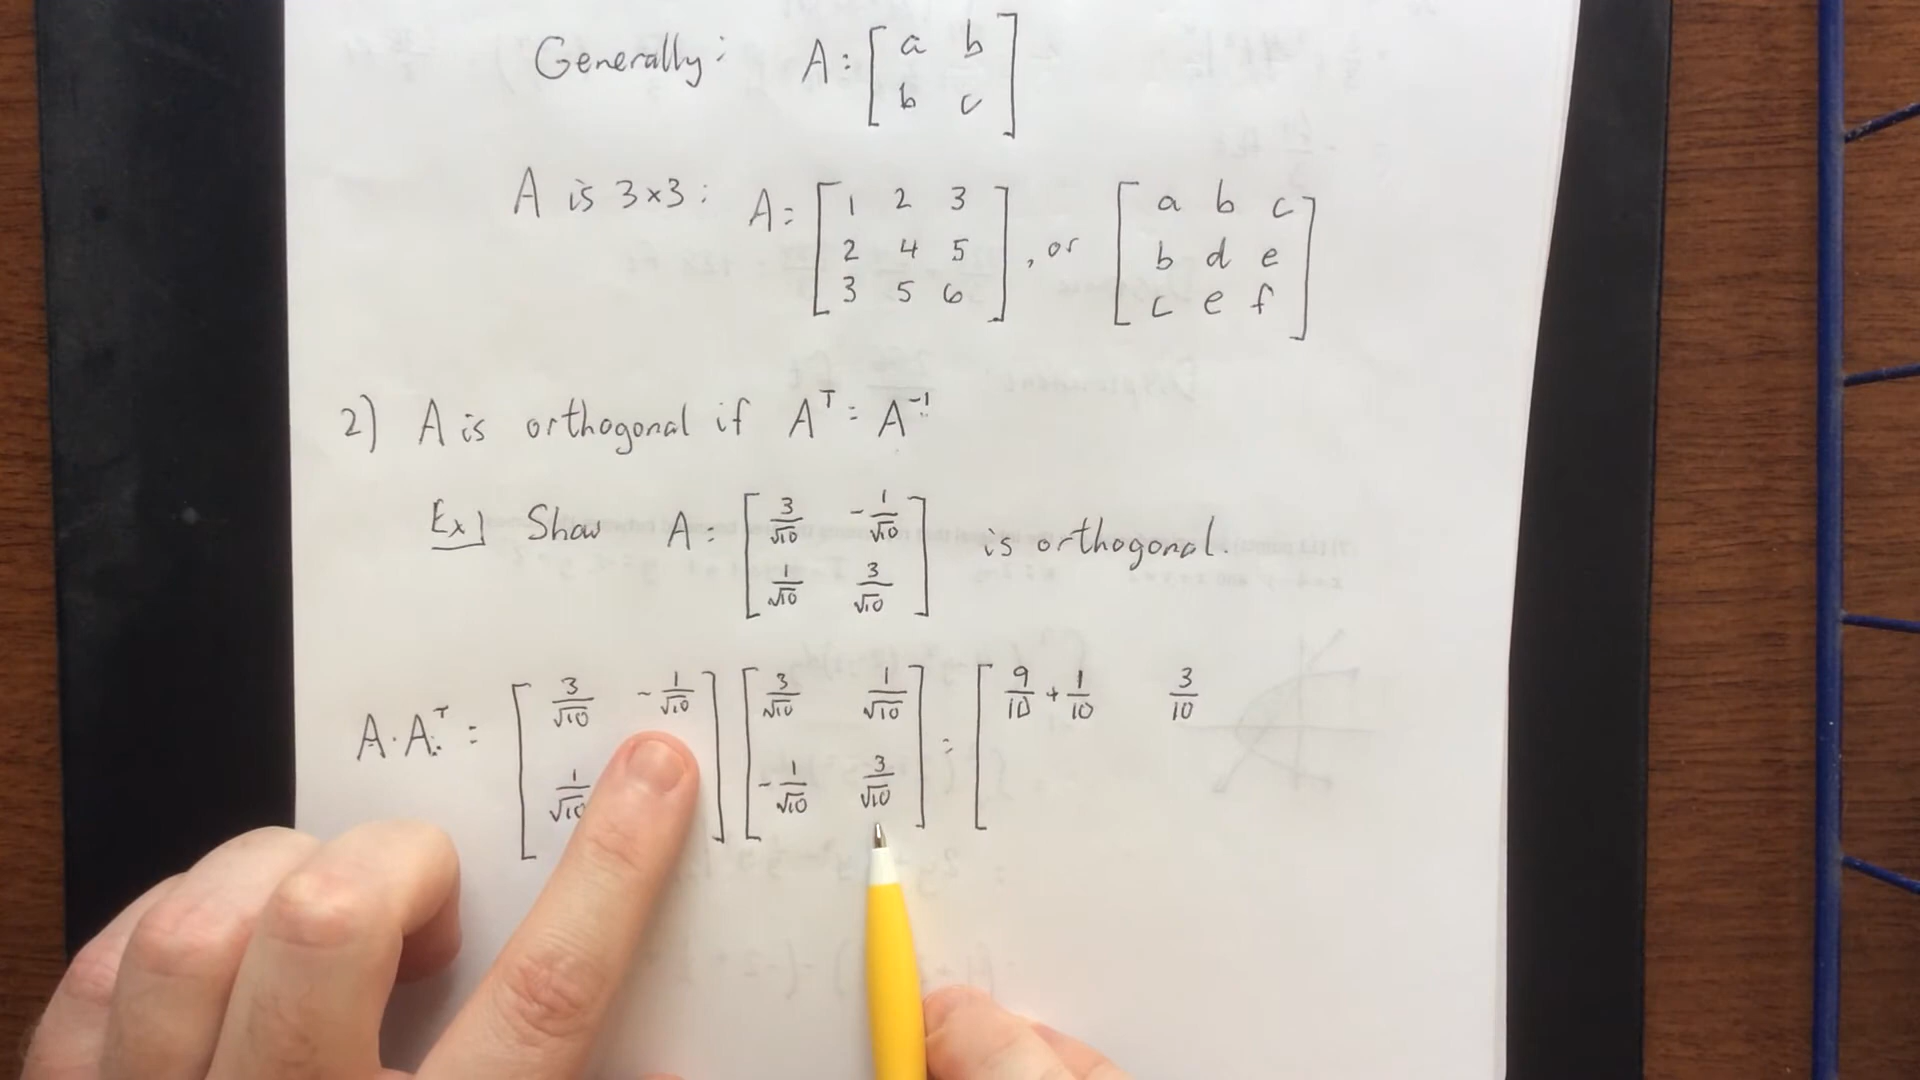 Generally: A = [ a b
b c ]
A is 3×3: A = [ 1 2 3
2 4 5
3 5 6 ] , or [ a b c
b d e
c e f ]
2) A is orthogonal if A^T = A^-1
Ex] Show A = [ 3/√10 -1/√10
1/√10 3/√10 ] is orthogonal.
A·A^T = [ 3/√10 -1/√10
1/√10 ] [ 3/√10 1/√10
-1/√10 3/√10 ] = [ 9/10 + 1/10 3/10